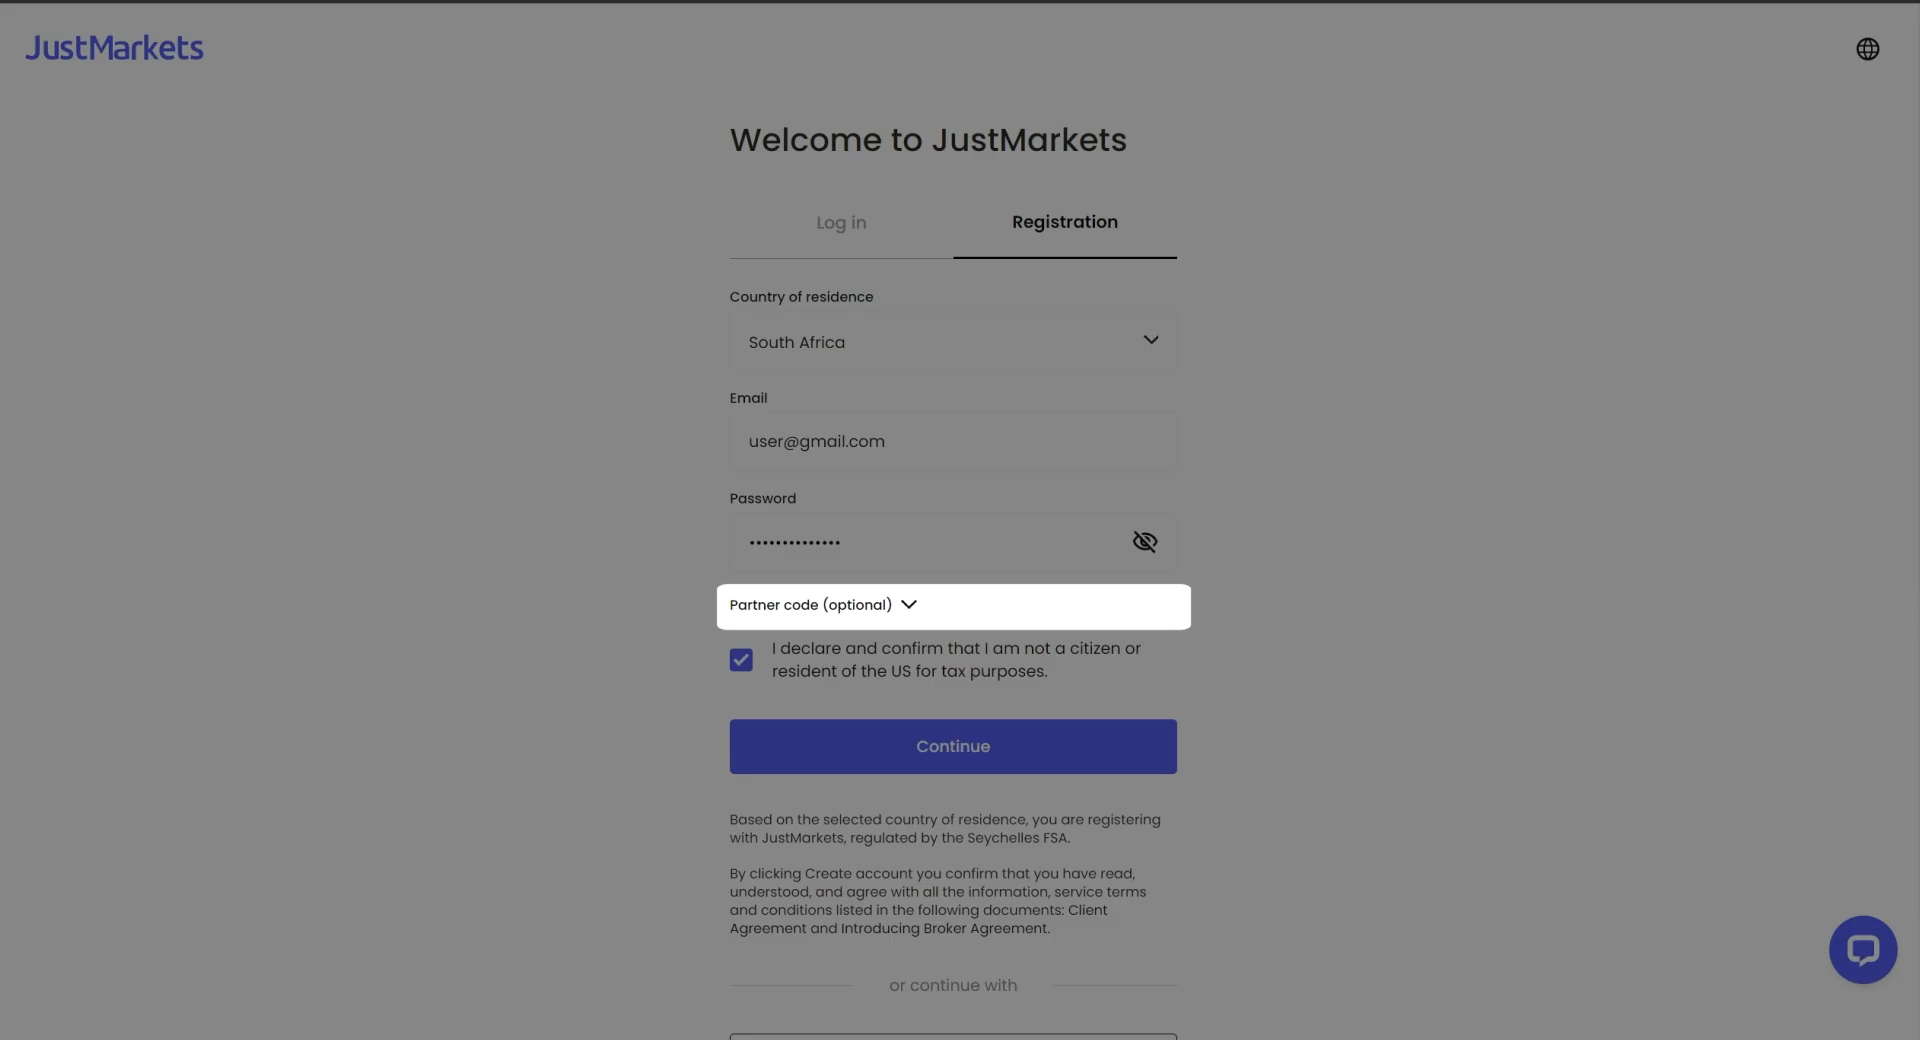 JustMarkets
Welcome to JustMarkets
Log in
Registration
Country of residence
South Africa
Email
user@gmail.com
Password
••••••••••••••
Partner code (optional)
I declare and confirm that I am not a citizen or
resident of the US for tax purposes.
Continue
Based on the selected country of residence, you are registering
with JustMarkets, regulated by the Seychelles FSA.
By clicking Create account you confirm that you have read,
understood, and agree with all the information, service terms
and conditions listed in the following documents: Client
Agreement and Introducing Broker Agreement.
or continue with